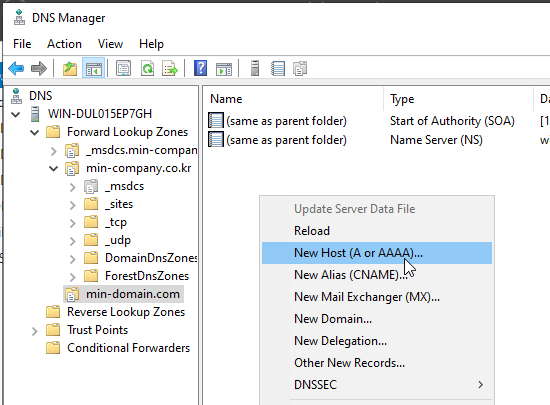 DNS Manager
File Action View Help
DNS
WIN-DUL015EP7GH
Forward Lookup Zones
_msdcs.min-compan
min-company.co.kr
_msdcs
_sites
_tcp
_udp
DomainDnsZones
ForestDnsZones
min-domain.com
Reverse Lookup Zones
Trust Points
Conditional Forwarders
Name Type Da
(same as parent folder) Start of Authority (SOA) [1
(same as parent folder) Name Server (NS) w
Update Server Data File
Reload
New Host (A or AAAA)...
New Alias (CNAME)...
New Mail Exchanger (MX)...
New Domain...
New Delegation...
Other New Records...
DNSSEC